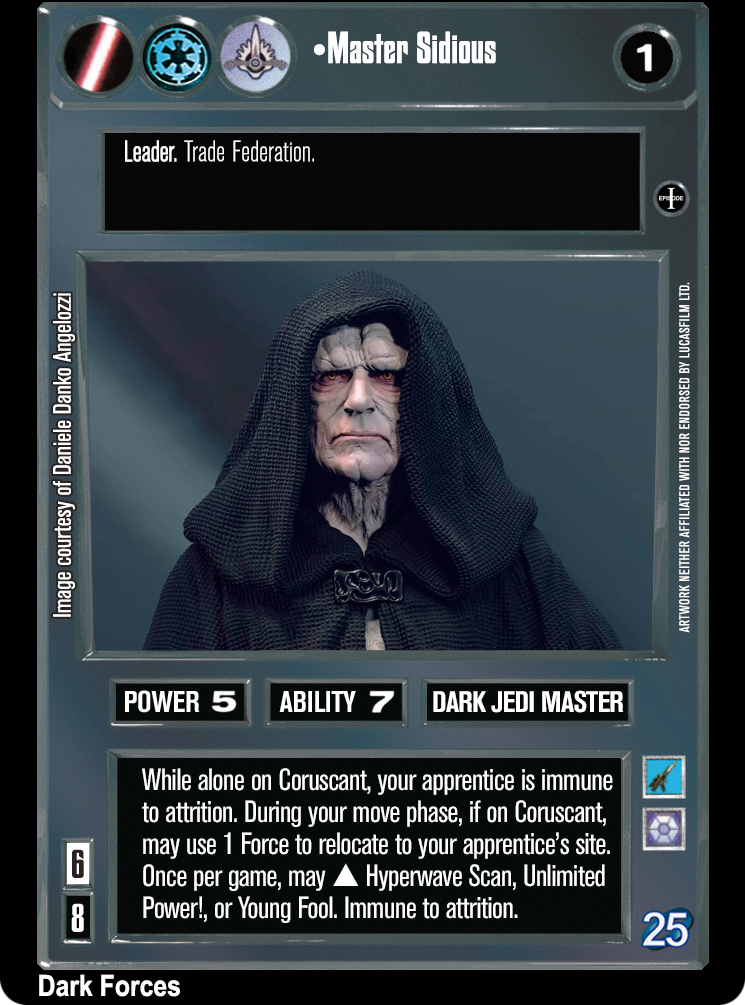 •Master Sidious
1
Leader. Trade Federation.
EPISODE I
Image courtesy of Daniele Danko Angelozzi
ARTWORK NEITHER AFFILIATED WITH NOR ENDORSED BY LUCASFILM LTD.
POWER 5
ABILITY 7
DARK JEDI MASTER
While alone on Coruscant, your apprentice is immune
to attrition. During your move phase, if on Coruscant,
may use 1 Force to relocate to your apprentice's site.
Once per game, may ▲ Hyperwave Scan, Unlimited
Power!, or Young Fool. Immune to attrition.
6
8
25
Dark Forces